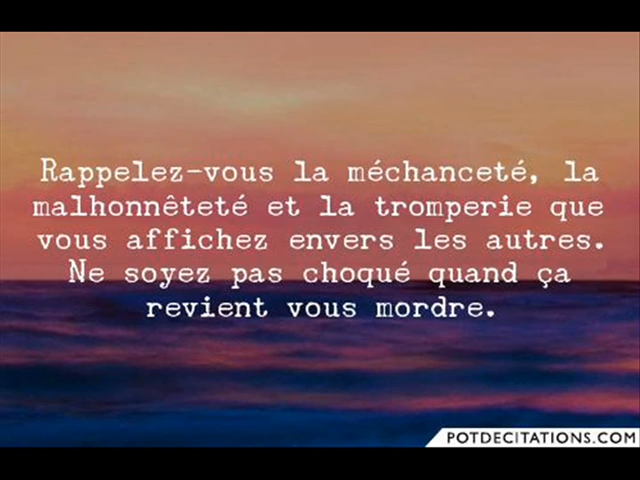 Rappelez-vous la méchanceté, la
malhonnêteté et la tromperie que
vous affichez envers les autres.
Ne soyez pas choqué quand ça
revient vous mordre.
POTDECITATIONS.COM